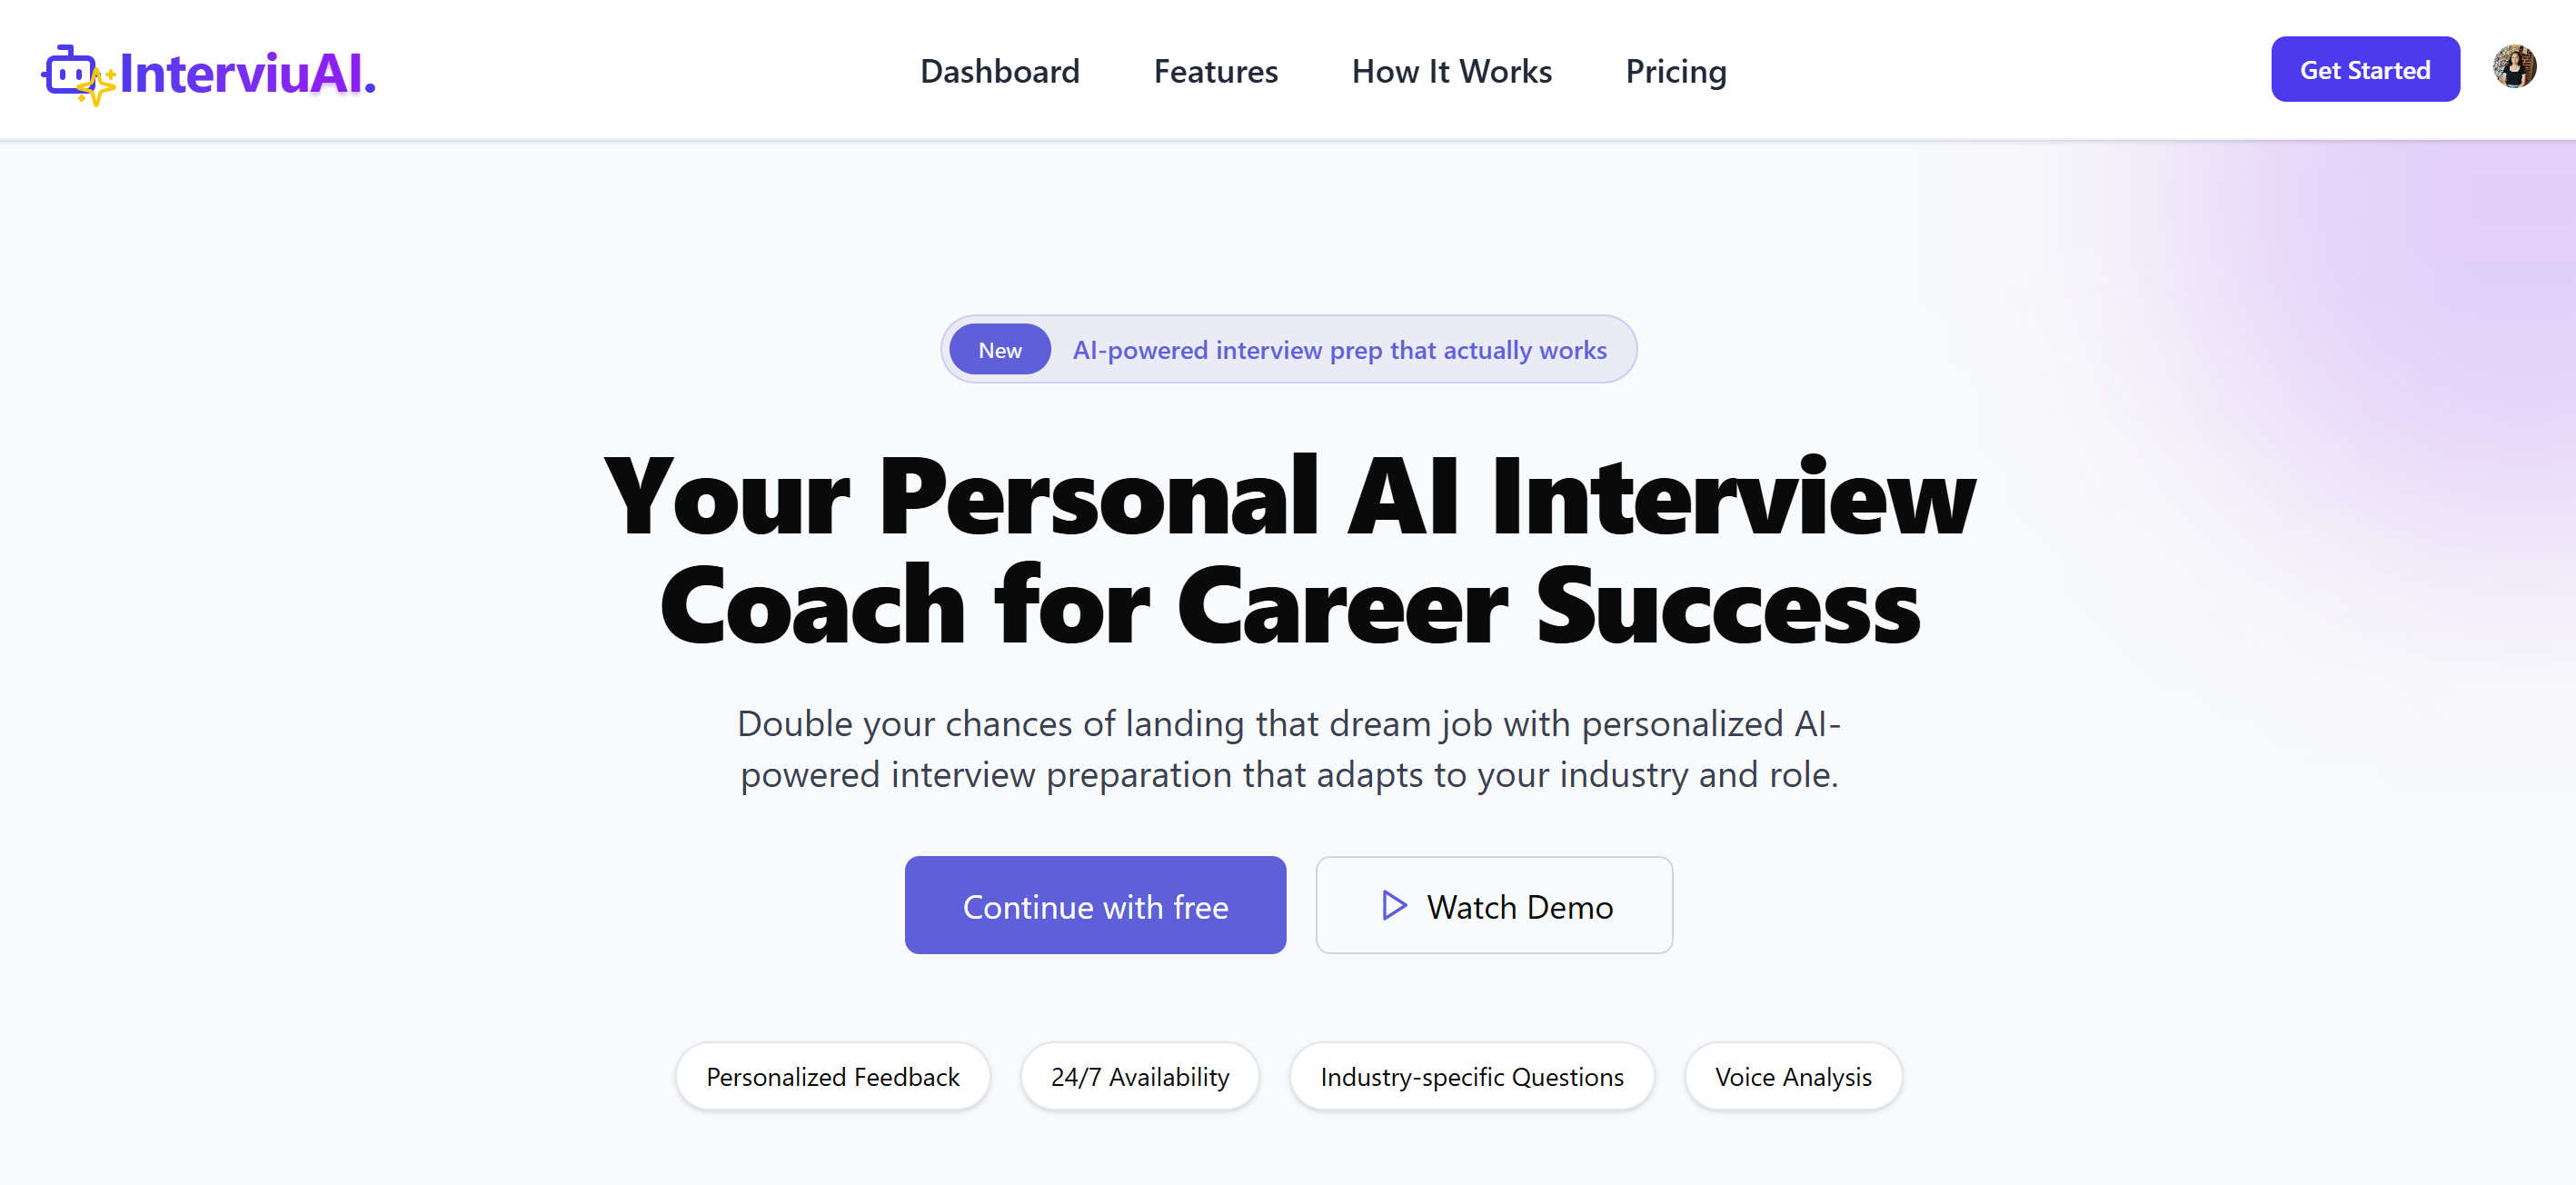 InterviuAI.
Dashboard
Features
How It Works
Pricing
Get Started
New
AI-powered interview prep that actually works
Your Personal AI Interview
Coach for Career Success
Double your chances of landing that dream job with personalized AI-
powered interview preparation that adapts to your industry and role.
Continue with free
Watch Demo
Personalized Feedback
24/7 Availability
Industry-specific Questions
Voice Analysis